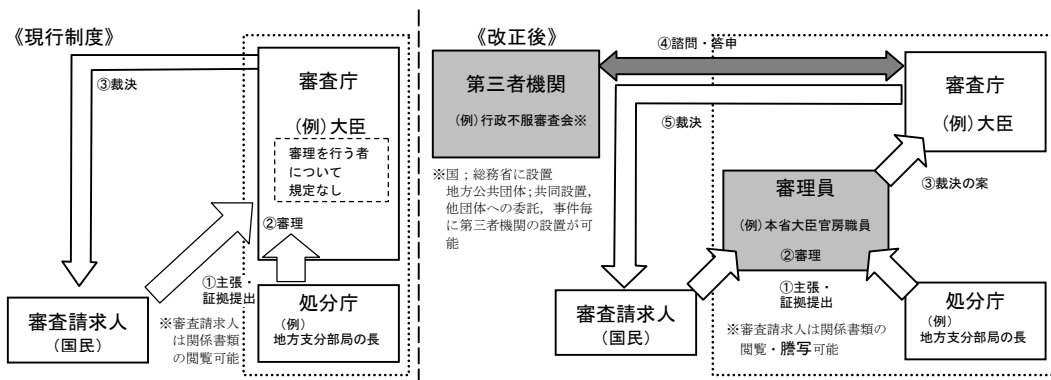 《現行制度》
審査庁
(例)大臣
審理を行う者
について
規定なし
③裁決
②審理
①主張・
証拠提出
審査請求人
(国民)
※審査請求人
は関係書類
の閲覧可能
処分庁
(例)
地方支分部局の長
《改正後》
④諮問・答申
第三者機関
(例)行政不服審査会※
審査庁
(例)大臣
⑤裁決
※国；総務省に設置
地方公共団体；共同設置，
他団体への委託，事件毎
に第三者機関の設置が可
能
③裁決の案
審理員
(例)本省大臣官房職員
②審理
①主張・
証拠提出
審査請求人
(国民)
※審査請求人は関係書類の
閲覧・謄写可能
処分庁
(例)
地方支分部局の長